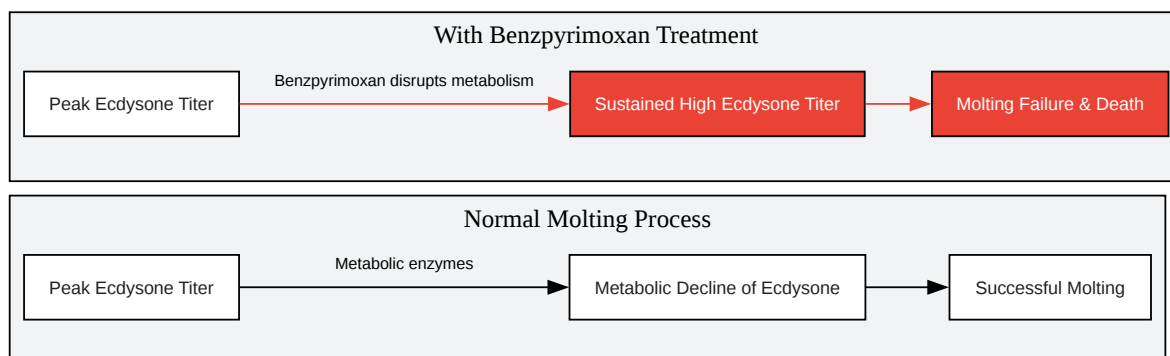 With Benzpyrimoxan Treatment
Peak Ecdysone Titer
Benzpyrimoxan disrupts metabolism
Sustained High Ecdysone Titer
Molting Failure & Death
Normal Molting Process
Peak Ecdysone Titer
Metabolic enzymes
Metabolic Decline of Ecdysone
Successful Molting